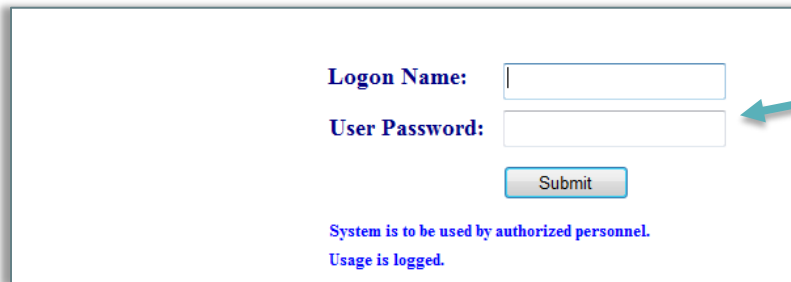 Logon Name:
User Password:
Submit
System is to be used by authorized personnel.
Usage is logged.